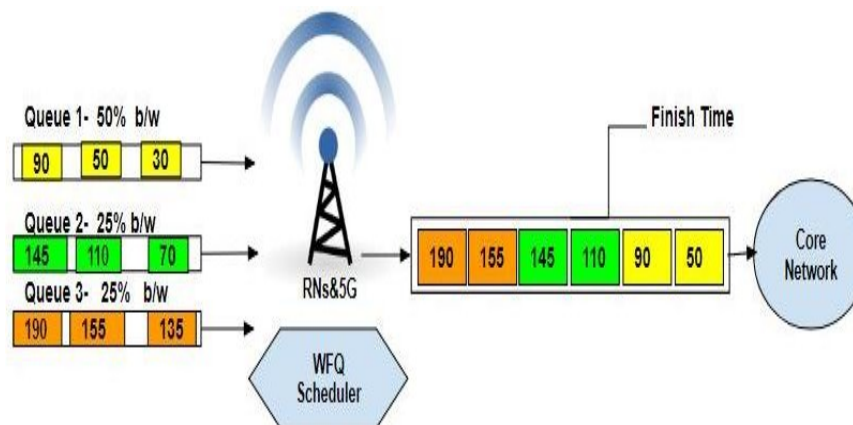 Queue 1- 50% b/w
90 50 30
Queue 2- 25% b/w
145 110 70
Queue 3- 25% b/w
190 155 135
RNs&5G
WFQ
Scheduler
Finish Time
190 155 145 110 90 50
Core
Network